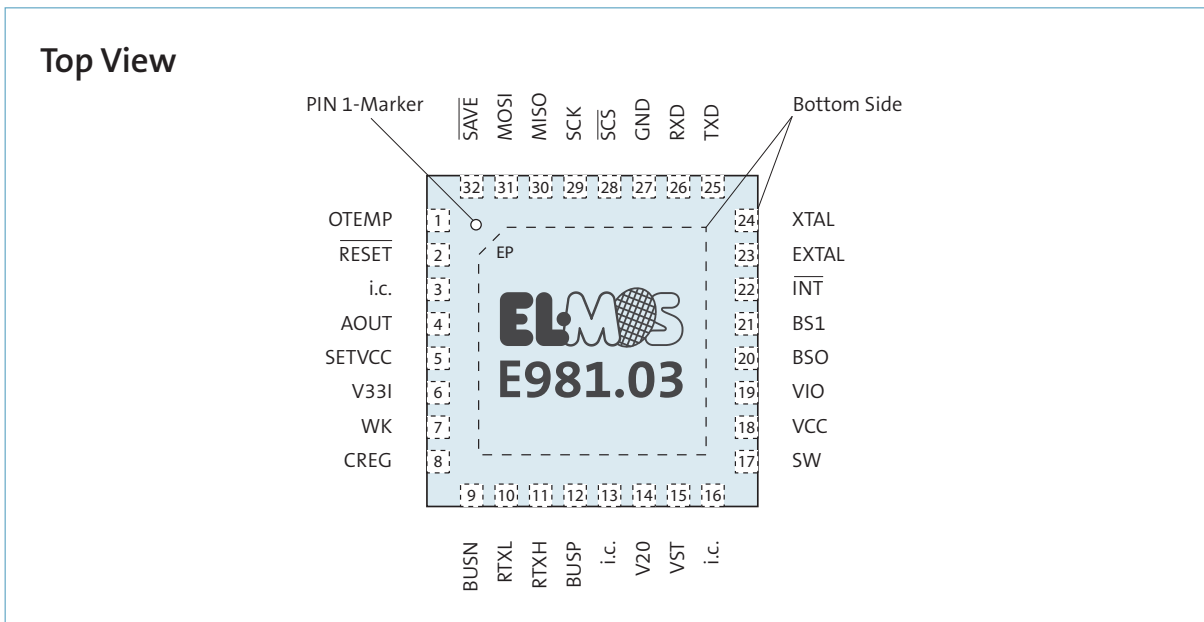 Top View
PIN 1-Marker
SAVE
MOSI
MISO
SCK
SCS
GND
RXD
TXD
Bottom Side
32 31 30 29 28 27 26 25
OTEMP 1
RESET 2
i.c. 3
AOUT 4
SETVCC 5
V33I 6
WK 7
CREG 8
EP
ELMOS
E981.03
24 XTAL
23 EXTAL
22 INT
21 BS1
20 BSO
19 VIO
18 VCC
17 SW
9 10 11 12 13 14 15 16
BUSN
RTXL
RTXH
BUSP
i.c.
V20
VST
i.c.